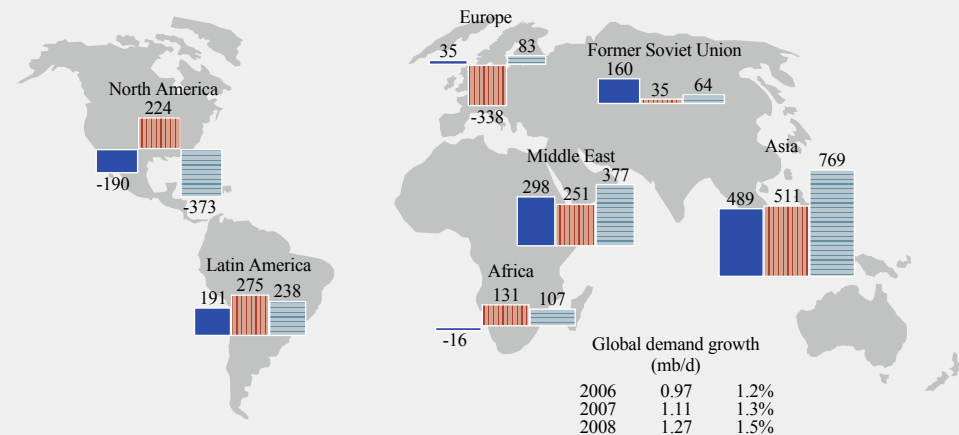 Europe
35
83
-338
Former Soviet Union
160
35
64
North America
224
-190
-373
Middle East
298
251
377
Asia
489
511
769
Latin America
191
275
238
Africa
-16
131
107
Global demand growth
(mb/d)
2006 0.97 1.2%
2007 1.11 1.3%
2008 1.27 1.5%